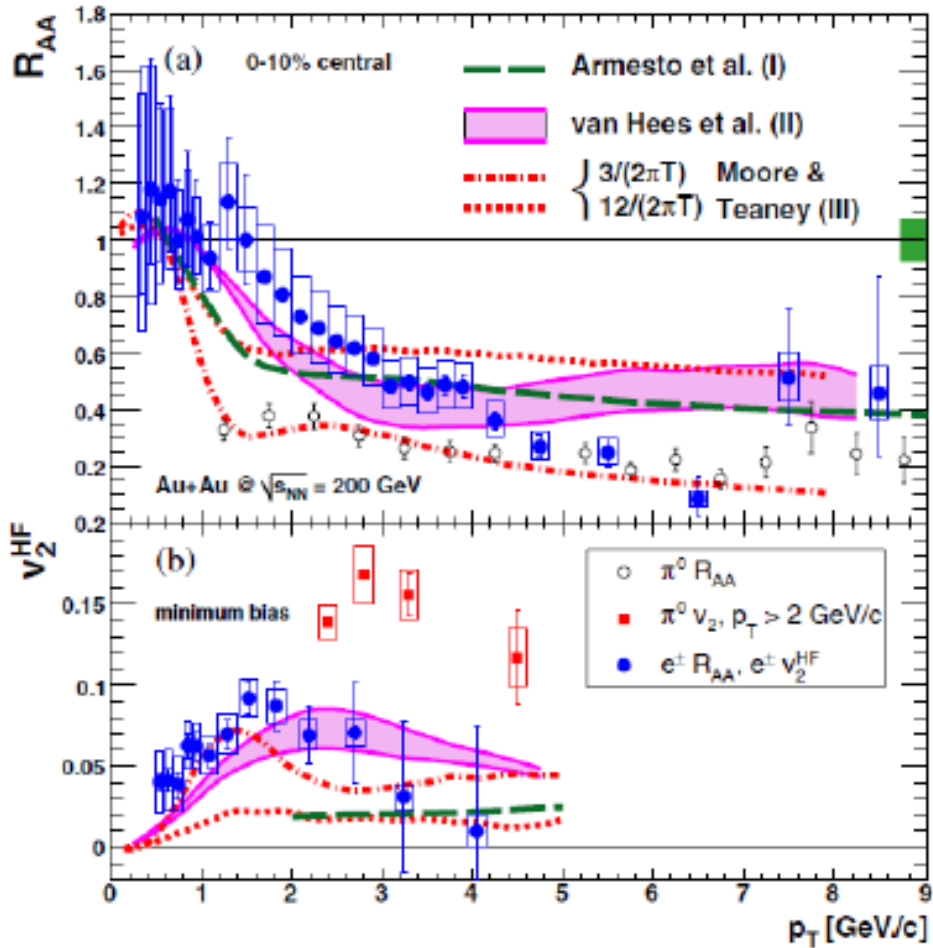 R_AA
1.8
1.6
1.4
1.2
1
0.8
0.6
0.4
0.2
(a) 0-10% central
Armesto et al. (I)
van Hees et al. (II)
3/(2πT) Moore &
12/(2πT) Teaney (III)
Au+Au @ √s_NN = 200 GeV
v_2^HF
0.15
0.1
0.05
0
(b)
minimum bias
π⁰ R_AA
π⁰ v_2, p_T > 2 GeV/c
e± R_AA, e± v_2^HF
0 1 2 3 4 5 6 7 8 9
p_T [GeV/c]